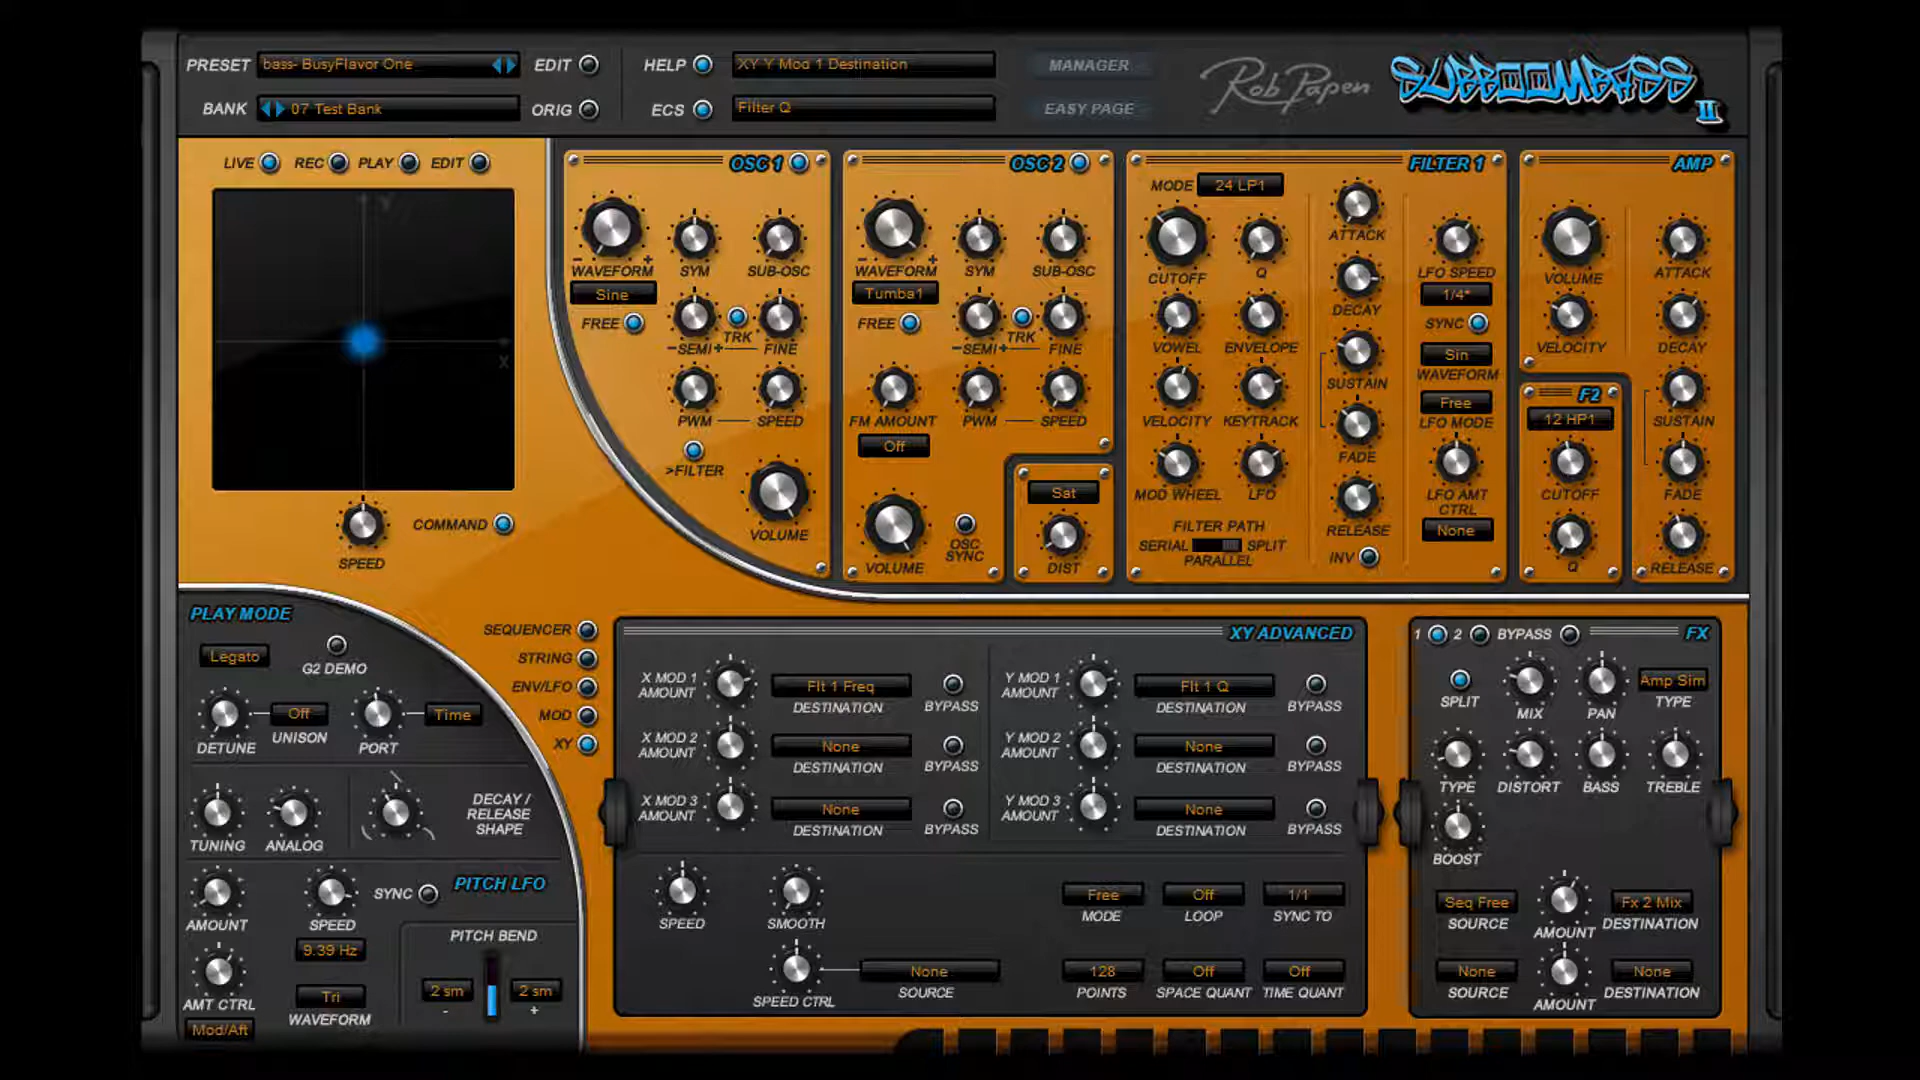 PRESET bass- BusyFlavor One EDIT HELP XY Y Mod 1 Destination MANAGER Rob Papen SUBBOOMBASS II
BANK 07 Test Bank ORIG ECS Filter Q EASY PAGE
LIVE REC PLAY EDIT
Y
X
SPEED COMMAND
OSC 1
WAVEFORM SYM SUB-OSC
- +
Sine
FREE TRK
-SEMI+ FINE
PWM SPEED
>FILTER
VOLUME
OSC 2
WAVEFORM SYM SUB-OSC
- +
Tumba1
FREE TRK
-SEMI+ FINE
FM AMOUNT PWM SPEED
Off
VOLUME OSC SYNC
Sat
DIST
FILTER 1
MODE 24 LP1
CUTOFF Q ATTACK LFO SPEED
1/4*
VOWEL ENVELOPE DECAY SYNC
Sin
WAVEFORM
VELOCITY KEYTRACK SUSTAIN Free
LFO MODE
MOD WHEEL LFO FADE LFO AMT CTRL
None
FILTER PATH
SERIAL SPLIT
PARALLEL
RELEASE
INV
AMP
VOLUME ATTACK
VELOCITY DECAY
SUSTAIN
FADE
RELEASE
F2
12 HP1
CUTOFF
Q
PLAY MODE
Legato G2 DEMO
DETUNE Off UNISON PORT Time
TUNING ANALOG DECAY /
RELEASE
SHAPE
PITCH LFO
AMOUNT SPEED SYNC
9.39 Hz
AMT CTRL Tri
Mod/Aft WAVEFORM
PITCH BEND
2 sm 2 sm
- +
SEQUENCER
STRING
ENV/LFO
MOD
XY
XY ADVANCED
X MOD 1 AMOUNT Flt 1 Freq DESTINATION BYPASS Y MOD 1 AMOUNT Flt 1 Q DESTINATION BYPASS
X MOD 2 AMOUNT None DESTINATION BYPASS Y MOD 2 AMOUNT None DESTINATION BYPASS
X MOD 3 AMOUNT None DESTINATION BYPASS Y MOD 3 AMOUNT None DESTINATION BYPASS
Free Off 1/1
SPEED SMOOTH MODE LOOP SYNC TO
None 128 Off Off
SPEED CTRL SOURCE POINTS SPACE QUANT TIME QUANT
1 2 BYPASS FX
SPLIT MIX PAN Amp Sim TYPE
TYPE DISTORT BASS TREBLE
BOOST
Seq Free SOURCE AMOUNT Fx 2 Mix DESTINATION
None SOURCE AMOUNT None DESTINATION